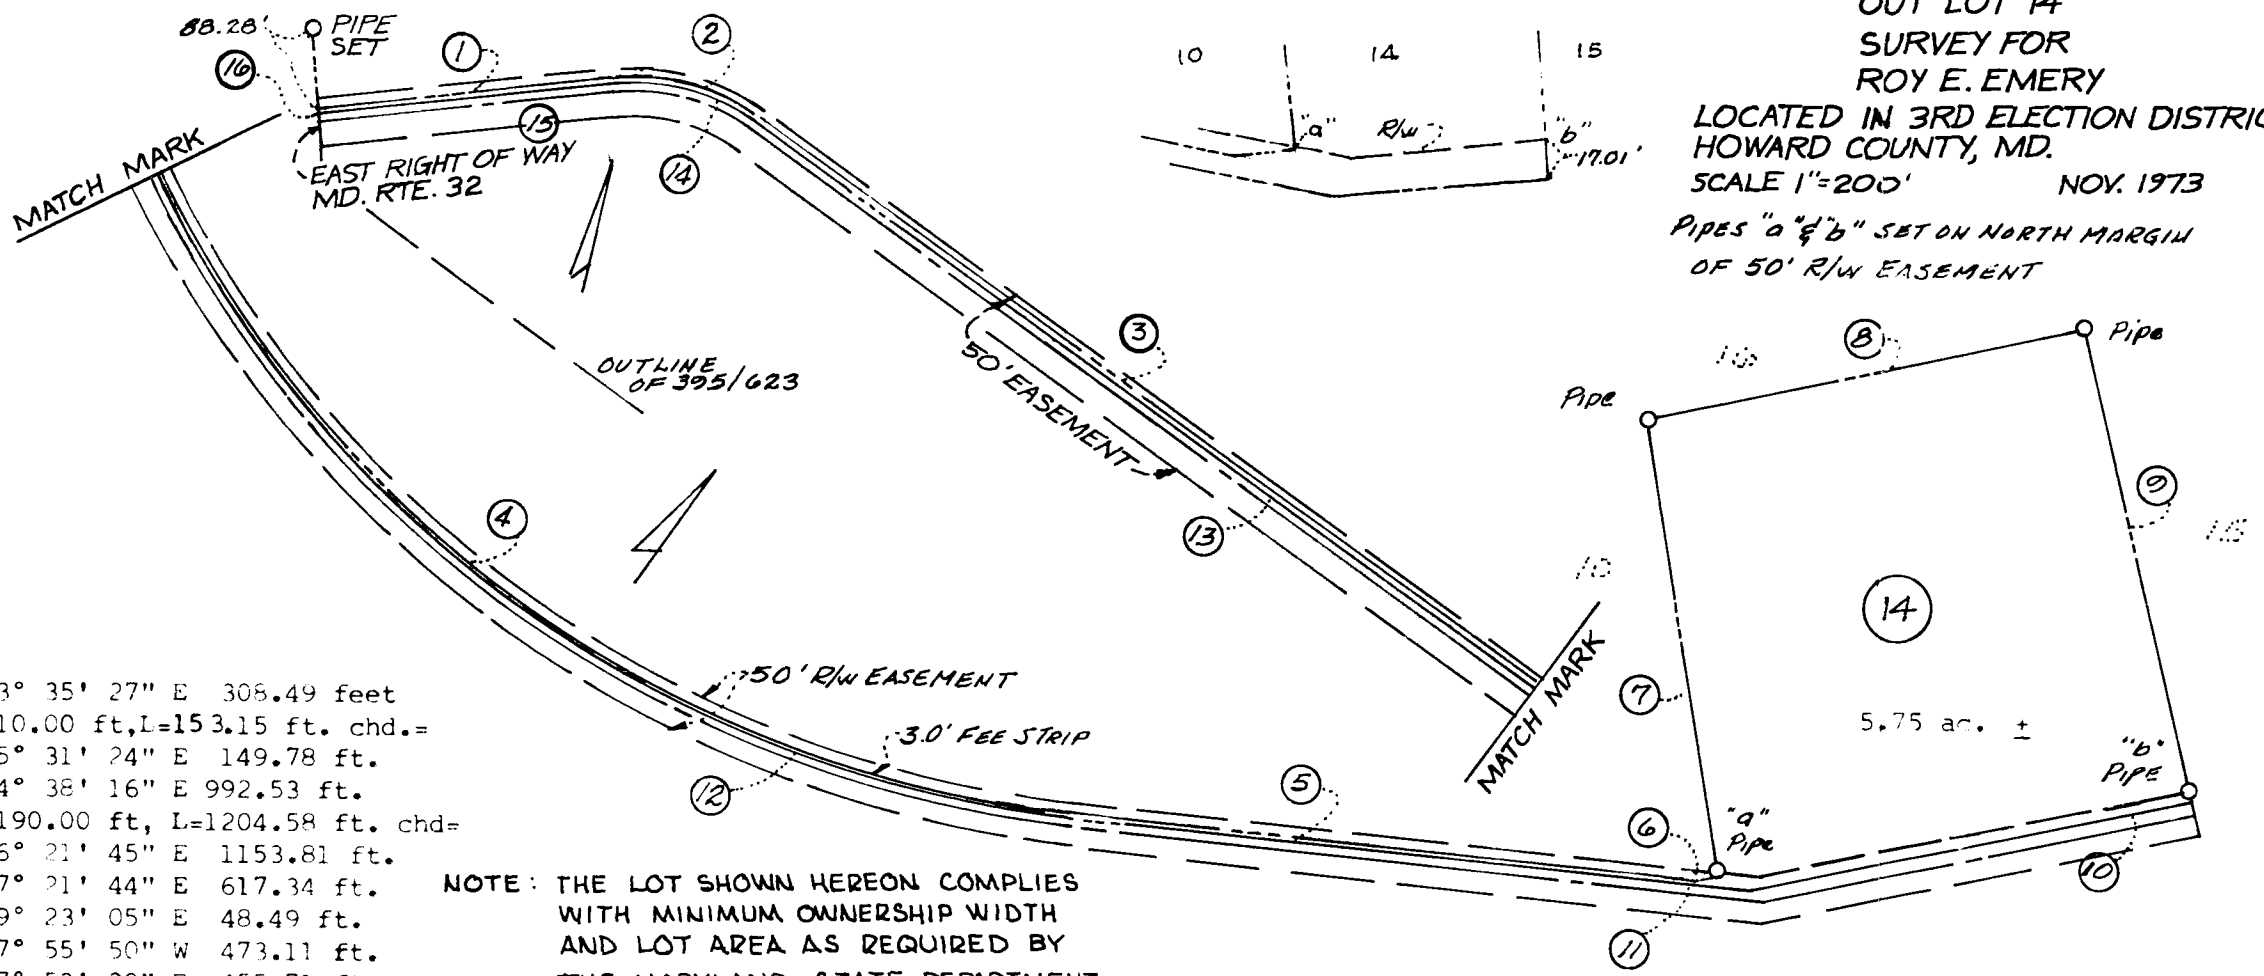 88.28'
PIPE
SET
16
1
2
15
14
EAST RIGHT OF WAY
MD. RTE. 32
MATCH MARK
10
14
15
"a"
R/W
"b"
17.01'
OUT LOT 14
SURVEY FOR
ROY E. EMERY
LOCATED IN 3RD ELECTION
HOWARD COUNTY, MD.
SCALE 1"=200' NOV. 1973
PIPES "a" & "b" SET ON NORTH MARGIN
OF 50' R/W EASEMENT
OUTLINE
OF 395/623
3
50' EASEMENT
13
MATCH MARK
4
50' R/W EASEMENT
3.0' FEE STRIP
12
5
Pipe
8
Pipe
9
10
14
7
5.75 ac. ±
"b"
PIPE
6
"a"
Pipe
10
11
3° 35' 27" E 308.49 feet
10.00 ft, L=153.15 ft. chd.=
5° 31' 24" E 149.78 ft.
4° 38' 16" E 992.53 ft.
190.00 ft, L=1204.58 ft. chd=
6° 21' 45" E 1153.81 ft.
7° 21' 44" E 617.34 ft.
9° 23' 05" E 48.49 ft.
7° 55' 50" W 473.11 ft.
NOTE: THE LOT SHOWN HEREON COMPLIES
WITH MINIMUM OWNERSHIP WIDTH
AND LOT AREA AS REQUIRED BY
THE MARYLAND STATE DEPARTMENT